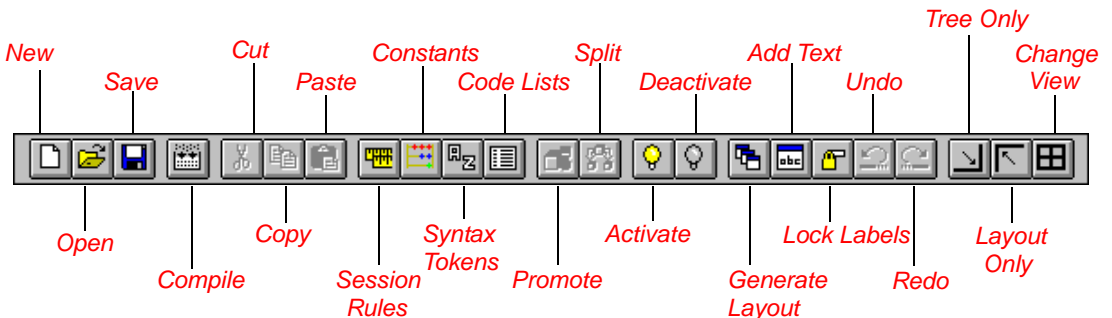 Tree Only
New
Cut
Constants
Split
Add Text
Change
View
Save
Paste
Code Lists
Deactivate
Undo
abc
Open
Copy
Syntax
Tokens
Activate
Lock Labels
Layout
Only
Compile
Session
Rules
Promote
Generate
Layout
Redo